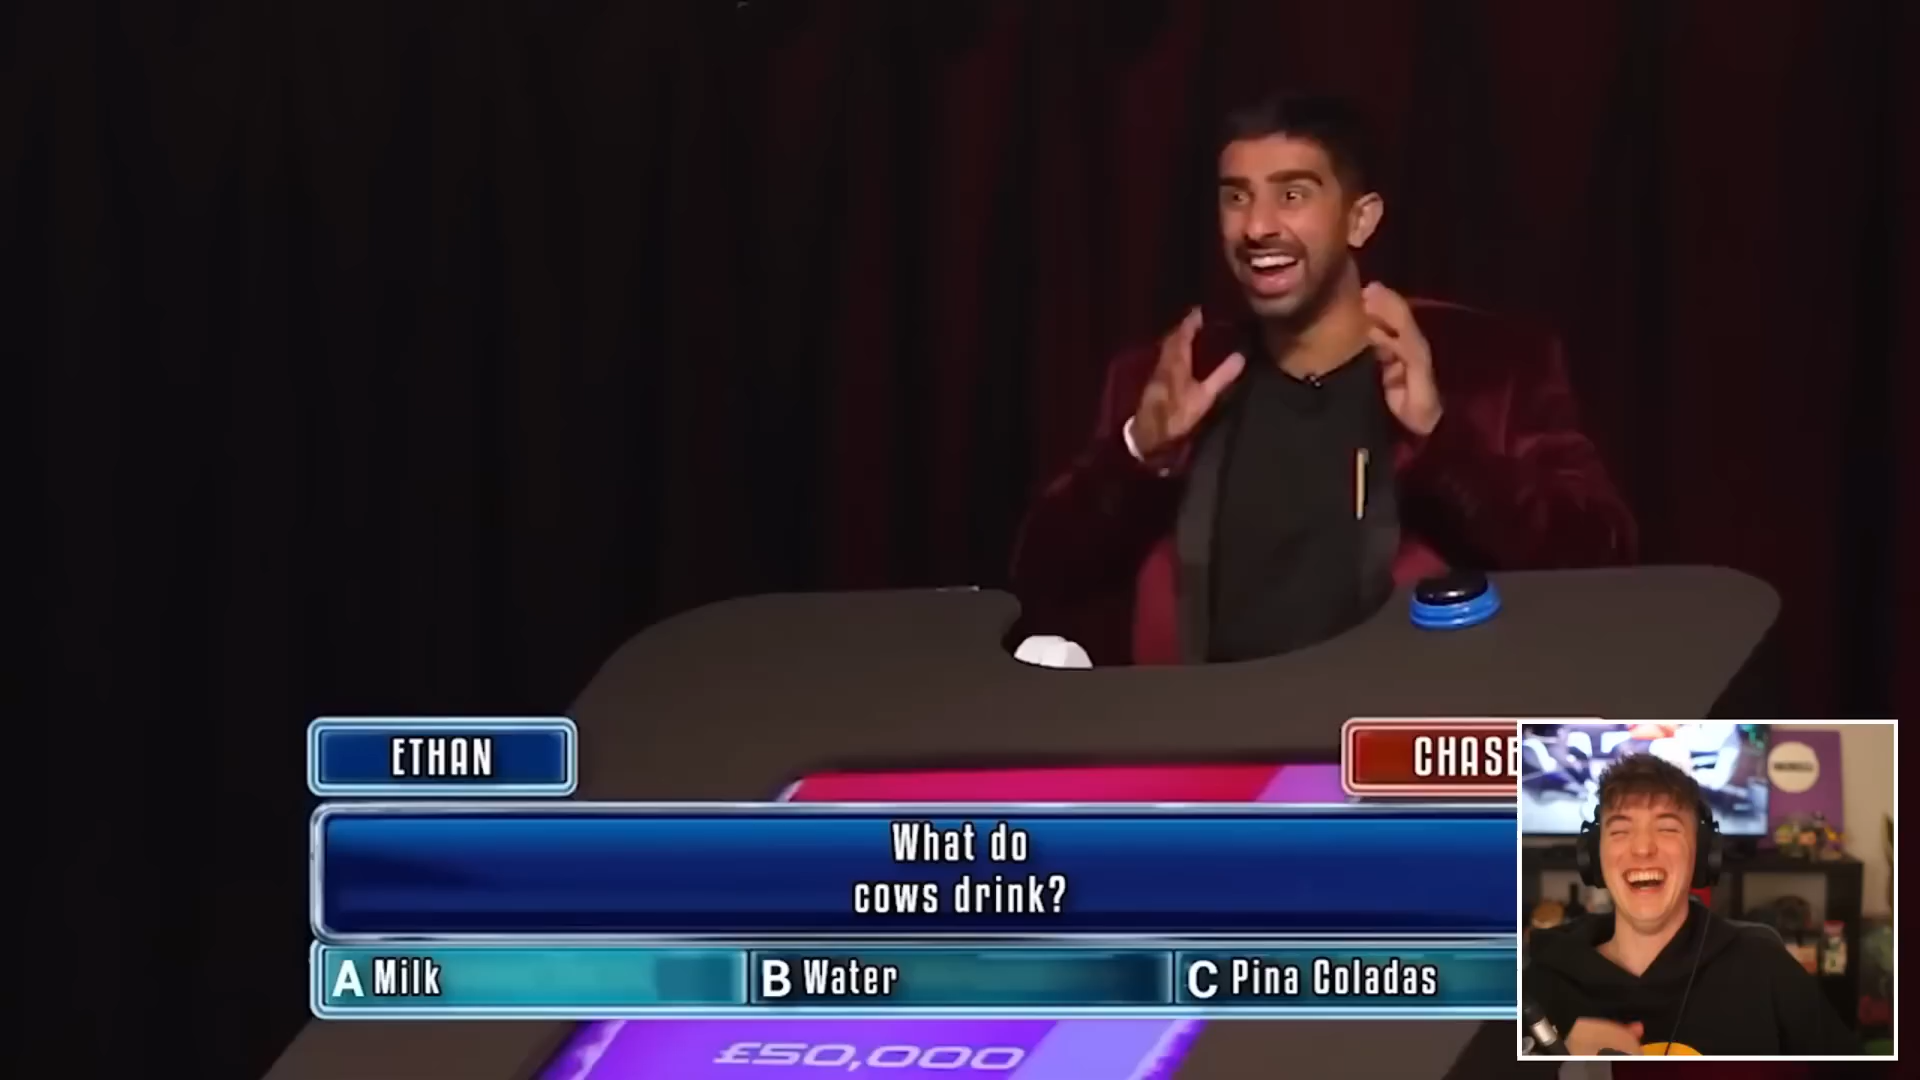 ETHAN
CHASE
What do
cows drink?
A Milk
B Water
C Pina Coladas
£50,000